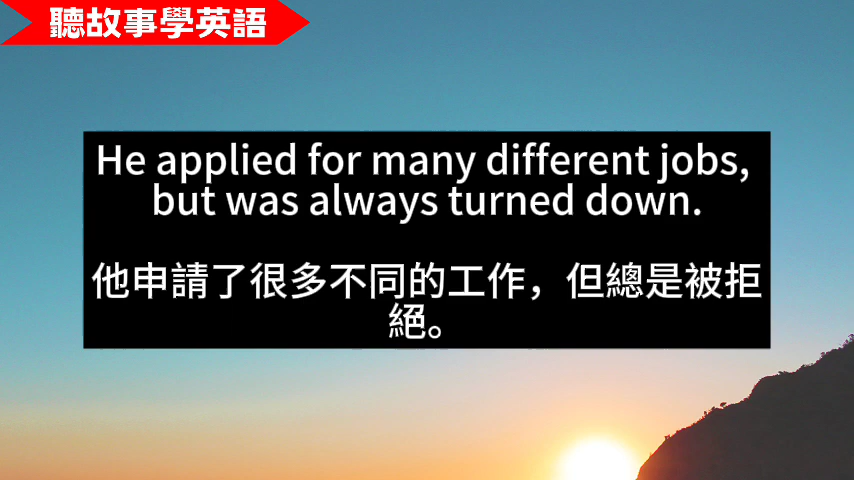 聽故事學英語
He applied for many different jobs,
but was always turned down.
他申請了很多不同的工作，但總是被拒
絕。